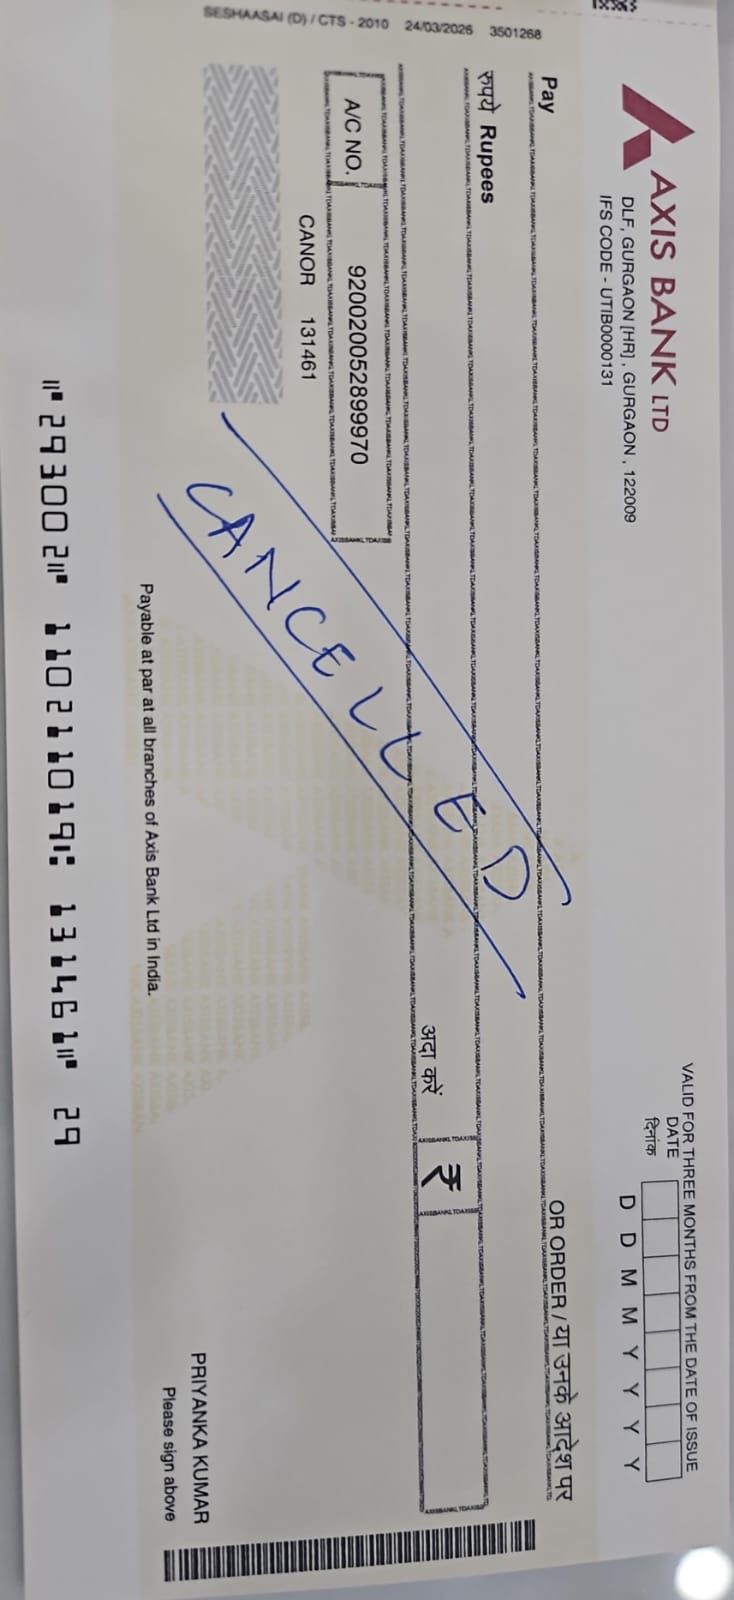 SESHAASAI (D) / CTS - 2010 24/03/2026 3501268
AXIS BANK LTD
DLF, GURGAON [HR] , GURGAON , 122009
IFS CODE - UTIB0000131
VALID FOR THREE MONTHS FROM THE DATE OF ISSUE
DATE
दिनांक
D D M M Y Y Y Y
Pay
OR ORDER / या उनके आदेश पर
रुपये Rupees
अदा करें ₹
A/C NO. 920020052899970
CANOR 131461
CANCELLED
PRIYANKA KUMAR
Please sign above
Payable at par at all branches of Axis Bank Ltd in India.
⑈293002⑈ 110211019⑆ 131461⑈ 29